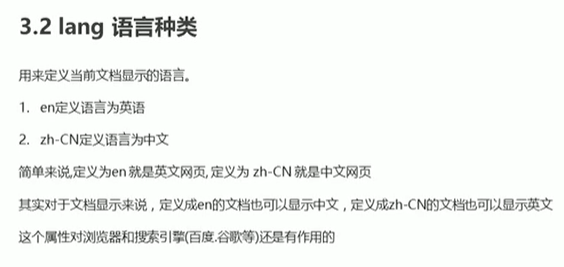 3.2 lang 语言种类
用来定义当前文档显示的语言。
1. en定义语言为英语
2. zh-CN定义语言为中文
简单来说,定义为en 就是英文网页, 定义为 zh-CN 就是中文网页
其实对于文档显示来说，定义成en的文档也可以显示中文，定义成zh-CN的文档也可以显示英文
这个属性对浏览器和搜索引擎(百度.谷歌等)还是有作用的